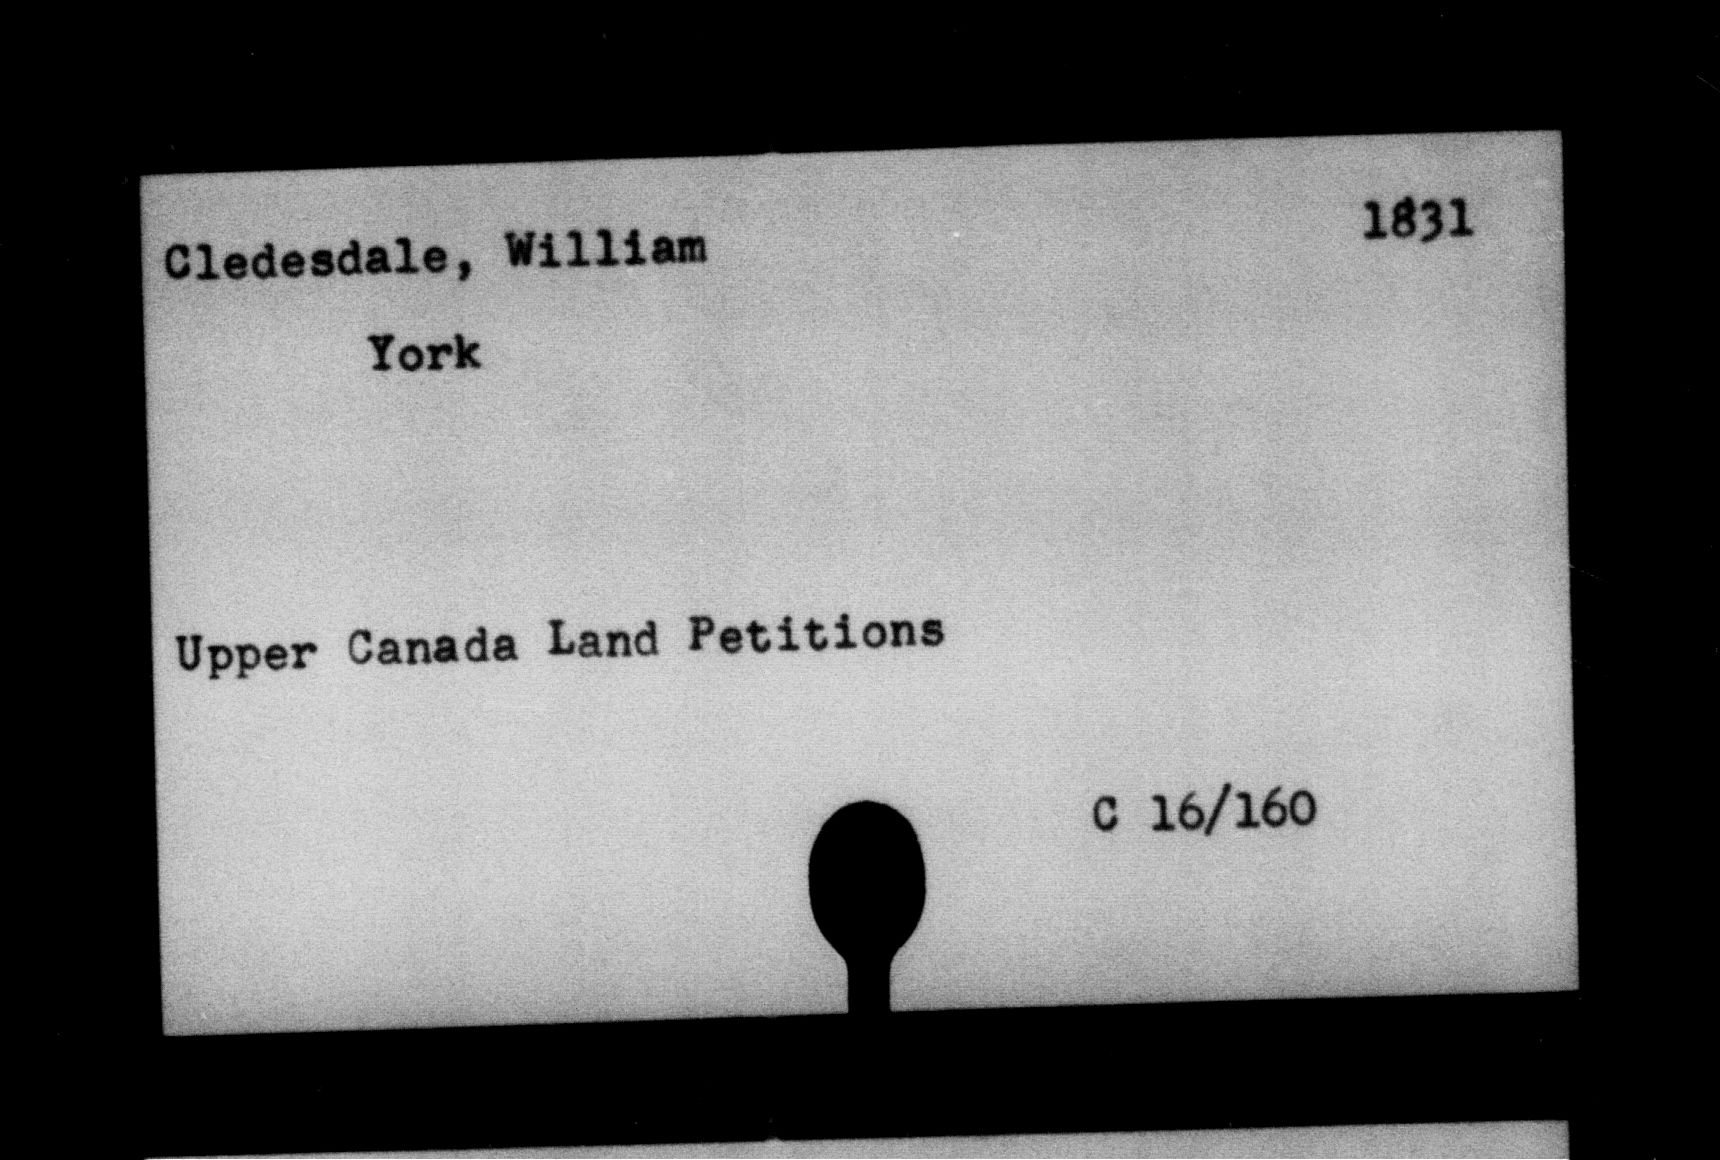 Cledesdale, William 1831
York
Upper Canada Land Petitions
C 16/160